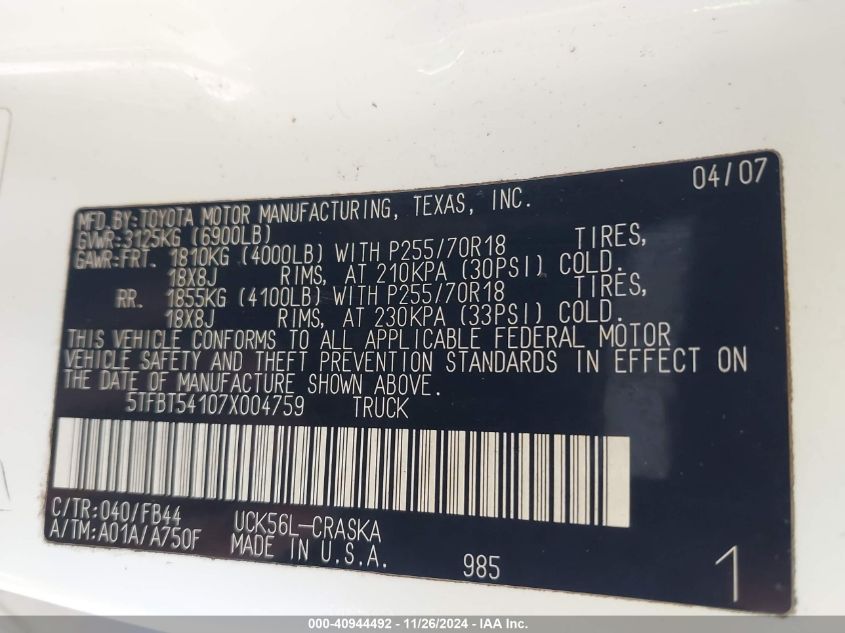 04/07
MFD.BY:TOYOTA MOTOR MANUFACTURING, TEXAS, INC.
GVWR:3125KG (6900LB)
GAWR:FRT. 1810KG (4000LB) WITH P255/70R18 TIRES,
18X8J RIMS, AT 210KPA (30PSI) COLD.
RR. 1855KG (4100LB) WITH P255/70R18 TIRES,
18X8J RIMS, AT 230KPA (33PSI) COLD.
THIS VEHICLE CONFORMS TO ALL APPLICABLE FEDERAL MOTOR
VEHICLE SAFETY AND THEFT PREVENTION STANDARDS IN EFFECT ON
THE DATE OF MANUFACTURE SHOWN ABOVE.
5TFBT54107X004759 TRUCK
C/TR:040/FB44 UCK56L-CRASKA
A/TM:A01A/A750F MADE IN U.S.A.
985
1
000-40944492 - 11/26/2024 - IAA Inc.